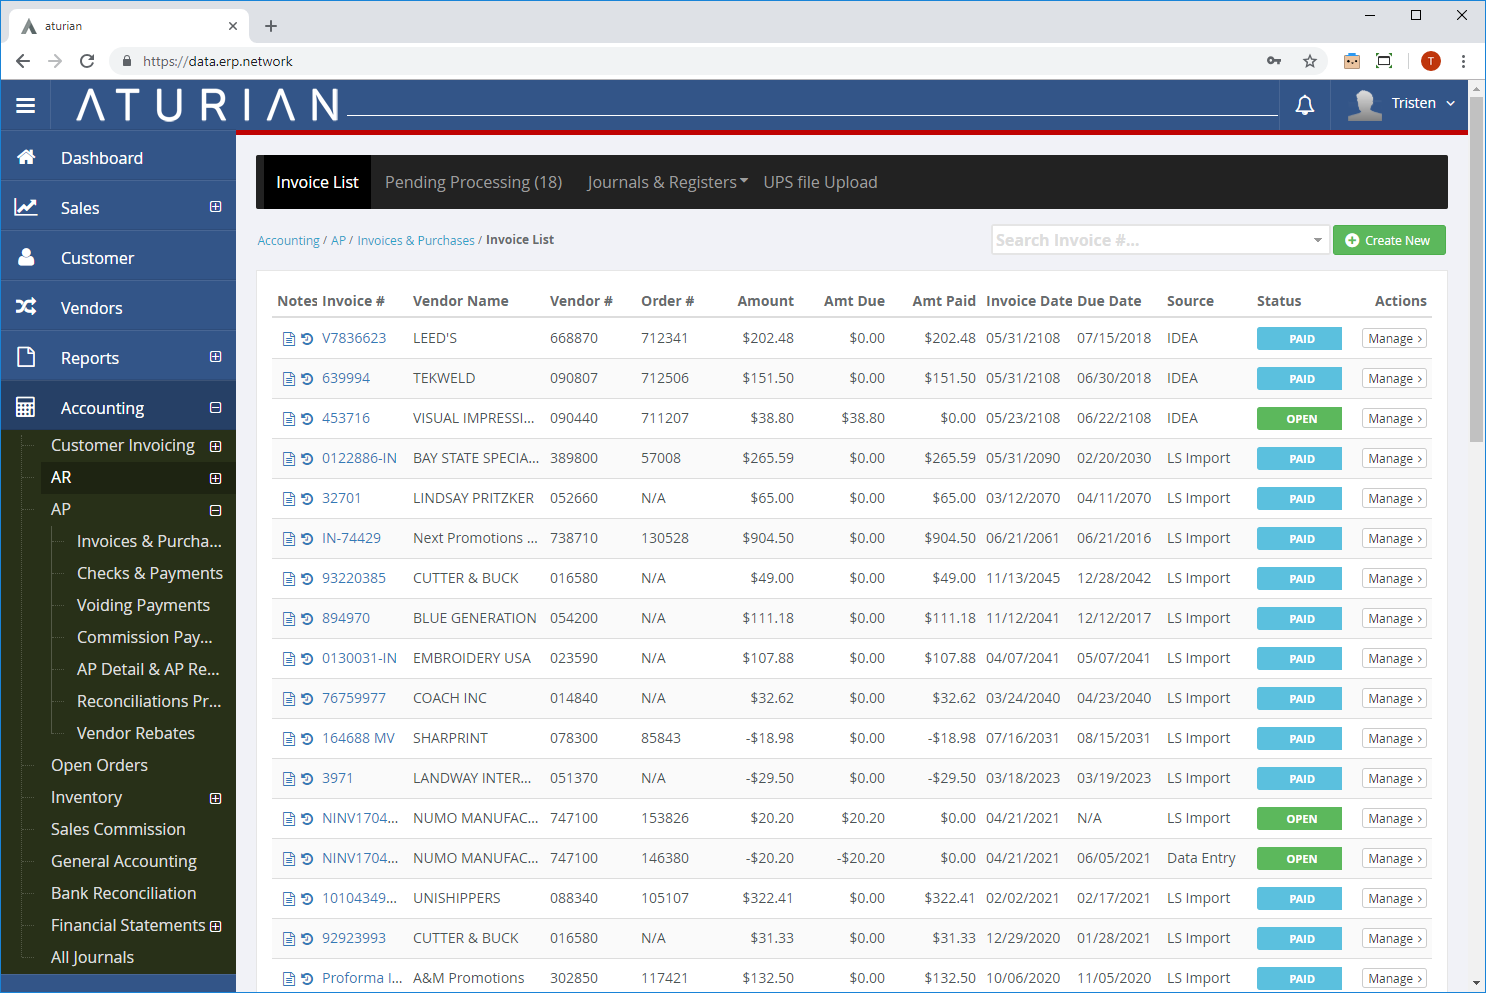 aturian
https://data.erp.network
T
ATURIAN
Tristen
Dashboard
Sales
Customer
Vendors
Reports
Accounting
Customer Invoicing
AR
AP
Invoices & Purcha...
Checks & Payments
Voiding Payments
Commission Pay...
AP Detail & AP Re...
Reconciliations Pr...
Vendor Rebates
Open Orders
Inventory
Sales Commission
General Accounting
Bank Reconciliation
Financial Statements
All Journals
Invoice List Pending Processing (18) Journals & Registers UPS file Upload
Accounting / AP / Invoices & Purchases / Invoice List
Search Invoice #...
Create New
Notes Invoice # Vendor Name Vendor # Order # Amount Amt Due Amt Paid Invoice Date Due Date Source Status Actions
V7836623 LEED'S 668870 712341 $202.48 $0.00 $202.48 05/31/2108 07/15/2018 IDEA PAID Manage ›
639994 TEKWELD 090807 712506 $151.50 $0.00 $151.50 05/31/2108 06/30/2018 IDEA PAID Manage ›
453716 VISUAL IMPRESSI... 090440 711207 $38.80 $38.80 $0.00 05/23/2108 06/22/2108 IDEA OPEN Manage ›
0122886-IN BAY STATE SPECIA... 389800 57008 $265.59 $0.00 $265.59 05/31/2090 02/20/2030 LS Import PAID Manage ›
32701 LINDSAY PRITZKER 052660 N/A $65.00 $0.00 $65.00 03/12/2070 04/11/2070 LS Import PAID Manage ›
IN-74429 Next Promotions ... 738710 130528 $904.50 $0.00 $904.50 06/21/2061 06/21/2016 LS Import PAID Manage ›
93220385 CUTTER & BUCK 016580 N/A $49.00 $0.00 $49.00 11/13/2045 12/28/2042 LS Import PAID Manage ›
894970 BLUE GENERATION 054200 N/A $111.18 $0.00 $111.18 11/12/2041 12/12/2017 LS Import PAID Manage ›
0130031-IN EMBROIDERY USA 023590 N/A $107.88 $0.00 $107.88 04/07/2041 05/07/2041 LS Import PAID Manage ›
76759977 COACH INC 014840 N/A $32.62 $0.00 $32.62 03/24/2040 04/23/2040 LS Import PAID Manage ›
164688 MV SHARPRINT 078300 85843 -$18.98 $0.00 -$18.98 07/16/2031 08/15/2031 LS Import PAID Manage ›
3971 LANDWAY INTER... 051370 N/A -$29.50 $0.00 -$29.50 03/18/2023 03/19/2023 LS Import PAID Manage ›
NINV1704... NUMO MANUFAC... 747100 153826 $20.20 $20.20 $0.00 04/21/2021 N/A LS Import OPEN Manage ›
NINV1704... NUMO MANUFAC... 747100 146380 -$20.20 -$20.20 $0.00 04/21/2021 06/05/2021 Data Entry OPEN Manage ›
10104349... UNISHIPPERS 088340 105107 $322.41 $0.00 $322.41 02/02/2021 02/17/2021 LS Import PAID Manage ›
92923993 CUTTER & BUCK 016580 N/A $31.33 $0.00 $31.33 12/29/2020 01/28/2021 LS Import PAID Manage ›
Proforma I... A&M Promotions 302850 117421 $132.50 $0.00 $132.50 10/06/2020 11/05/2020 LS Import PAID Manage ›